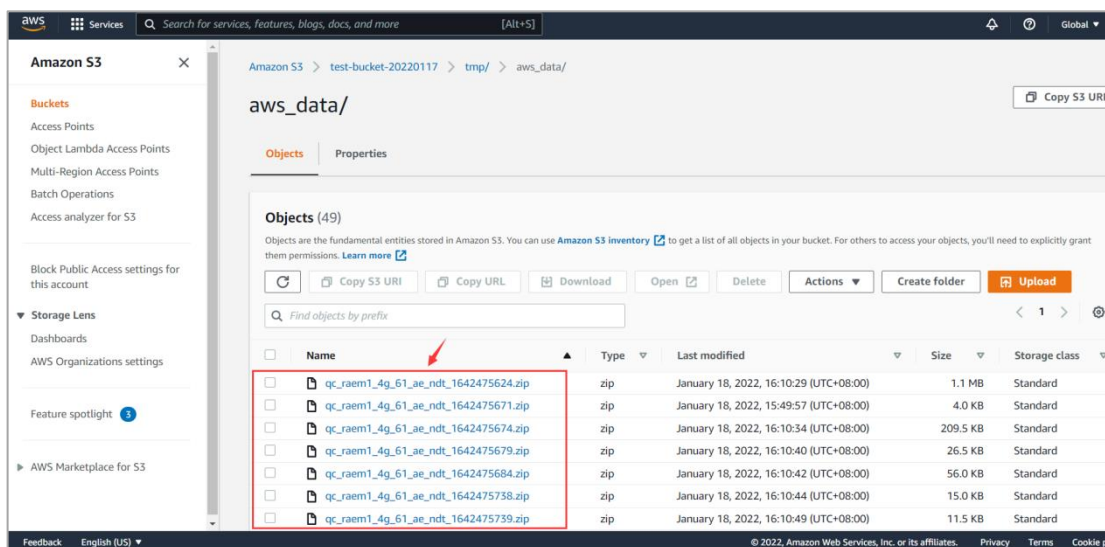 aws Services Search for services, features, blogs, docs, and more [Alt+S] Global
Amazon S3
Buckets
Access Points
Object Lambda Access Points
Multi-Region Access Points
Batch Operations
Access analyzer for S3
Block Public Access settings for
this account
Storage Lens
Dashboards
AWS Organizations settings
Feature spotlight 3
AWS Marketplace for S3
Amazon S3 > test-bucket-20220117 > tmp/ > aws_data/
aws_data/
Copy S3 URI
Objects Properties
Objects (49)
Objects are the fundamental entities stored in Amazon S3. You can use Amazon S3 inventory to get a list of all objects in your bucket. For others to access your objects, you'll need to explicitly grant
them permissions. Learn more
Copy S3 URI Copy URL Download Open Delete Actions Create folder Upload
Find objects by prefix < 1 >
Name Type Last modified Size Storage class
qc_raem1_4g_61_ae_ndt_1642475624.zip zip January 18, 2022, 16:10:29 (UTC+08:00) 1.1 MB Standard
qc_raem1_4g_61_ae_ndt_1642475671.zip zip January 18, 2022, 15:49:57 (UTC+08:00) 4.0 KB Standard
qc_raem1_4g_61_ae_ndt_1642475674.zip zip January 18, 2022, 16:10:34 (UTC+08:00) 209.5 KB Standard
qc_raem1_4g_61_ae_ndt_1642475679.zip zip January 18, 2022, 16:10:40 (UTC+08:00) 26.5 KB Standard
qc_raem1_4g_61_ae_ndt_1642475684.zip zip January 18, 2022, 16:10:42 (UTC+08:00) 56.0 KB Standard
qc_raem1_4g_61_ae_ndt_1642475738.zip zip January 18, 2022, 16:10:44 (UTC+08:00) 15.0 KB Standard
qc_raem1_4g_61_ae_ndt_1642475739.zip zip January 18, 2022, 16:10:49 (UTC+08:00) 11.5 KB Standard
Feedback English (US) © 2022, Amazon Web Services, Inc. or its affiliates. Privacy Terms Cookie